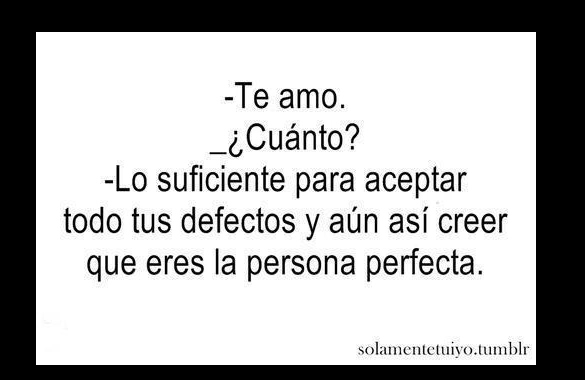 -Te amo.
_¿Cuánto?
-Lo suficiente para aceptar
todo tus defectos y aún así creer
que eres la persona perfecta.
solamentetuiyo.tumblr